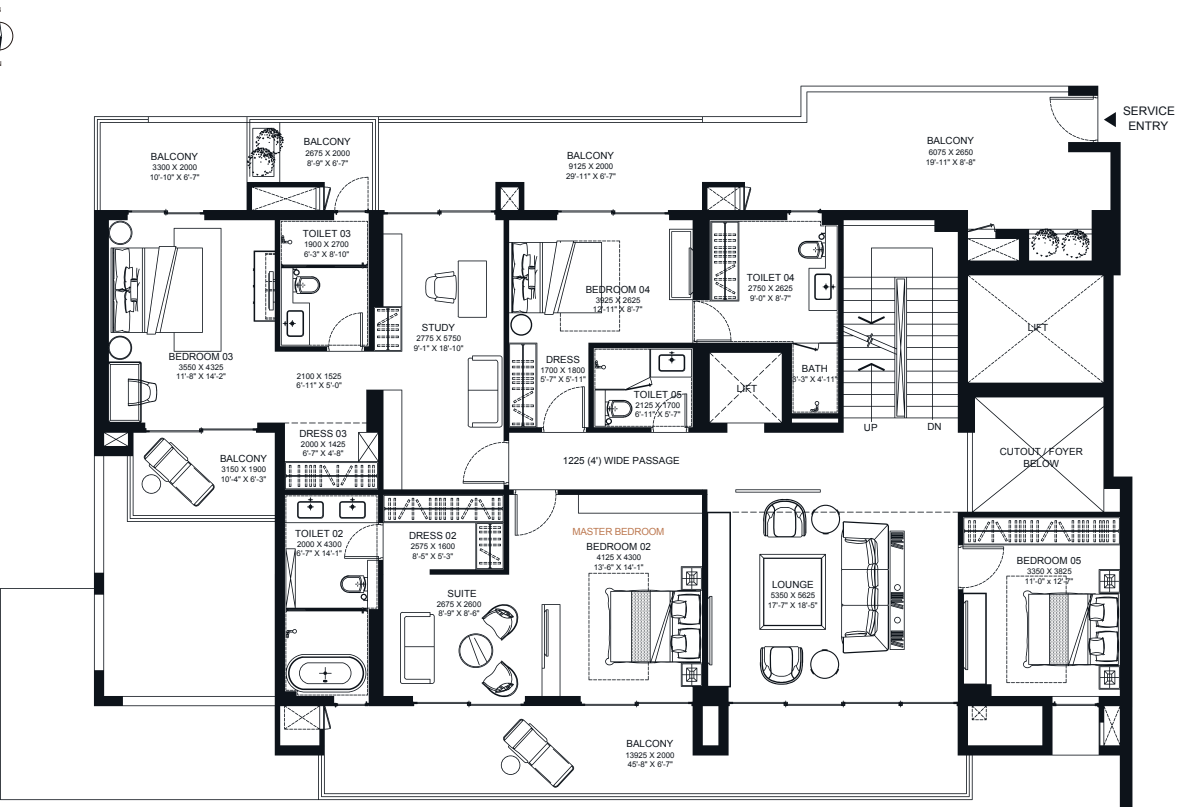 SERVICE
ENTRY
BALCONY
3300 X 2000
10'-10" X 6'-7"
BALCONY
2675 X 2000
8'-9" X 6'-7"
BALCONY
9125 X 2000
29'-11" X 6'-7"
BALCONY
6075 X 2650
19'-11" X 8'-8"
TOILET 03
1900 X 2700
6'-3" X 8'-10"
TOILET 04
2750 X 2625
9'-0" X 8'-7"
BEDROOM 04
3925 X 2625
12'-11" X 8'-7"
STUDY
2775 X 5750
9'-1" X 18'-10"
LIFT
BEDROOM 03
3550 X 4325
11'-8" X 14'-2"
2100 X 1525
6'-11" X 5'-0"
DRESS
1700 X 1800
5'-7" X 5'-11"
TOILET 05
2125 X 1700
6'-11" X 5'-7"
LIFT
BATH
3'-3" X 4'-11"
UP
DN
DRESS 03
2000 X 1425
6'-7" X 4'-8"
BALCONY
3150 X 1900
10'-4" X 6'-3"
1225 (4') WIDE PASSAGE
CUTOUT / FOYER
BELOW
TOILET 02
2000 X 4300
6'-7" X 14'-1"
DRESS 02
2575 X 1600
8'-5" X 5'-3"
MASTER BEDROOM
BEDROOM 02
4125 X 4300
13'-6" X 14'-1"
BEDROOM 05
3350 X 3825
11'-0" x 12'-7"
LOUNGE
5350 X 5625
17'-7" X 18'-5"
SUITE
2675 X 2600
8'-9" X 8'-6"
BALCONY
13925 X 2000
45'-8" X 6'-7"